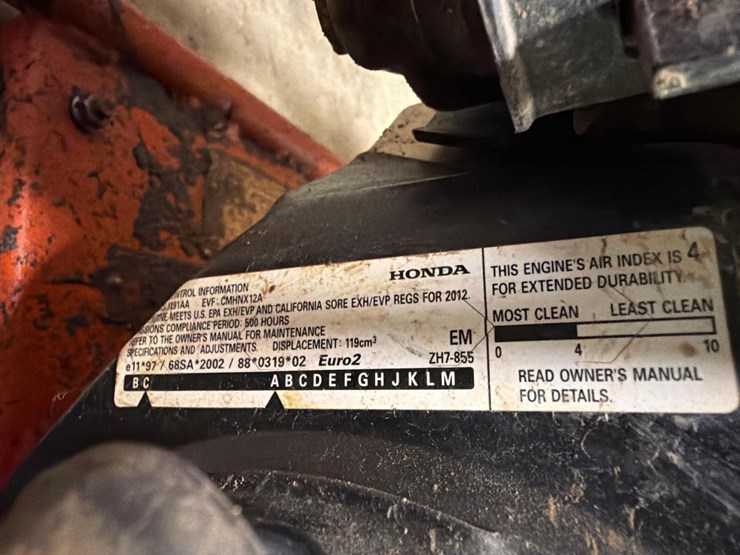 HONDA
INFORMATION
EVF: CMHNX12A
MEETS U.S. EPA EXH/EVP AND CALIFORNIA SORE EXH/EVP REGS FOR 2012.
COMPLIANCE PERIOD: 500 HOURS
REFER TO THE OWNER'S MANUAL FOR MAINTENANCE
SPECIFICATIONS AND ADJUSTMENTS. DISPLACEMENT: 119cm³
EM
e11*97 / 68SA*2002 / 88*0319*02 Euro2
ZH7-855
B C A B C D E F G H J K L M
THIS ENGINE'S AIR INDEX IS 4
FOR EXTENDED DURABILITY.
MOST CLEAN LEAST CLEAN
0 4 10
READ OWNER'S MANUAL
FOR DETAILS.